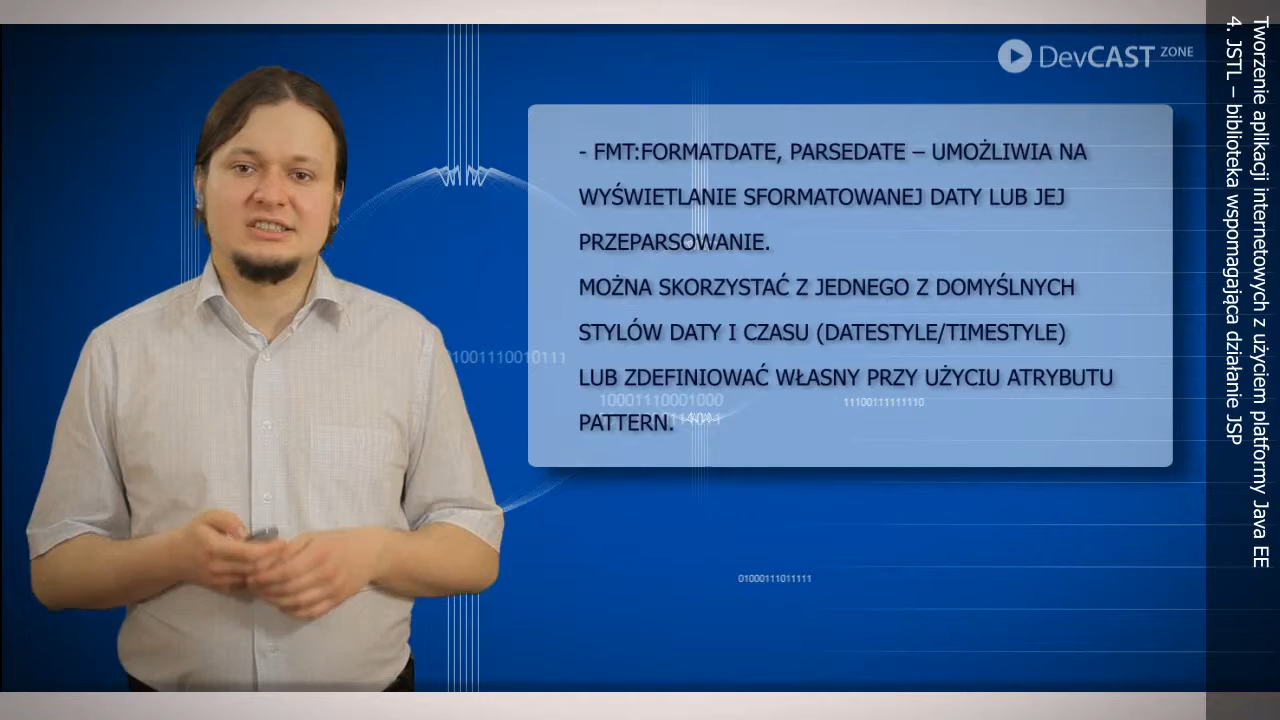 DevCAST ZONE
- FMT:FORMATDATE, PARSEDATE – UMOŻLIWIA NA
WYŚWIETLANIE SFORMATOWANEJ DATY LUB JEJ
PRZEPARSOWANIE.
MOŻNA SKORZYSTAĆ Z JEDNEGO Z DOMYŚLNYCH
STYLÓW DATY I CZASU (DATESTYLE/TIMESTYLE)
LUB ZDEFINIOWAĆ WŁASNY PRZY UŻYCIU ATRYBUTU
PATTERN.
10001110001000
11100111111110
01000111011111
Tworzenie aplikacji internetowych z użyciem platformy Java EE
4. JSTL – biblioteka wspomagająca działanie JSP